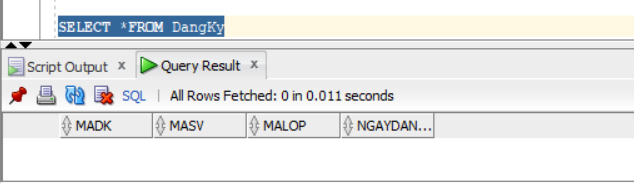 SELECT *FROM DangKy
Script Output x Query Result x
SQL | All Rows Fetched: 0 in 0.011 seconds
MADK MASV MALOP NGAYDAN...